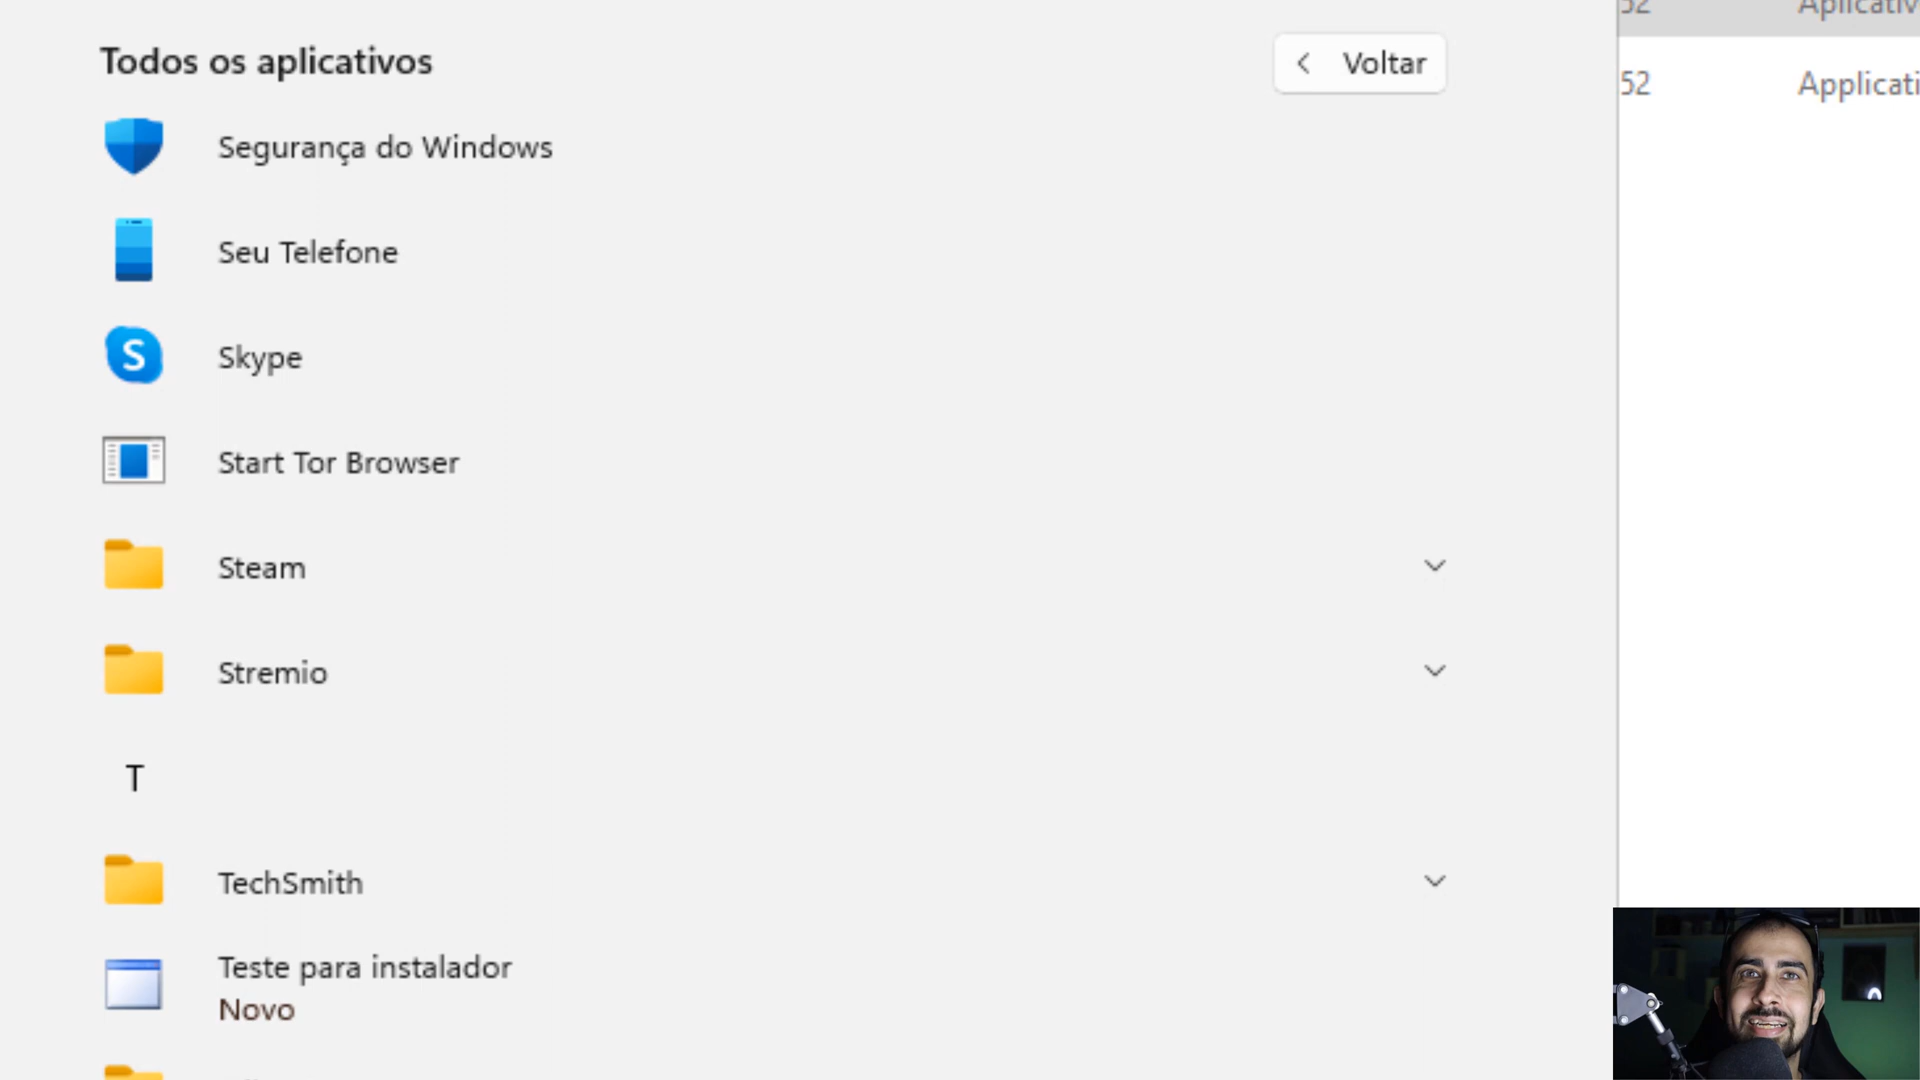 Todos os aplicativos
Voltar
Segurança do Windows
Seu Telefone
S
Skype
Start Tor Browser
Steam
Stremio
T
TechSmith
Teste para instalador
Novo
52
52
Applicati